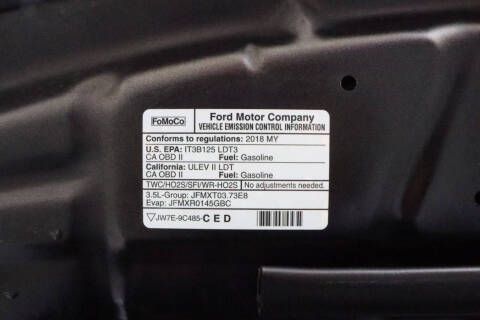 FoMoCo
Ford Motor Company
VEHICLE EMISSION CONTROL INFORMATION
Conforms to regulations: 2018 MY
U.S. EPA: IT3B125 LDT3
CA OBD II Fuel: Gasoline
California: ULEV II LDT
CA OBD II Fuel: Gasoline
TWC/HO2S/SFI/WR-HO2S No adjustments needed.
3.5L-Group: JFMXT03.73E8
Evap: JFMXR0145GBC
▽JW7E-9C485-C E D